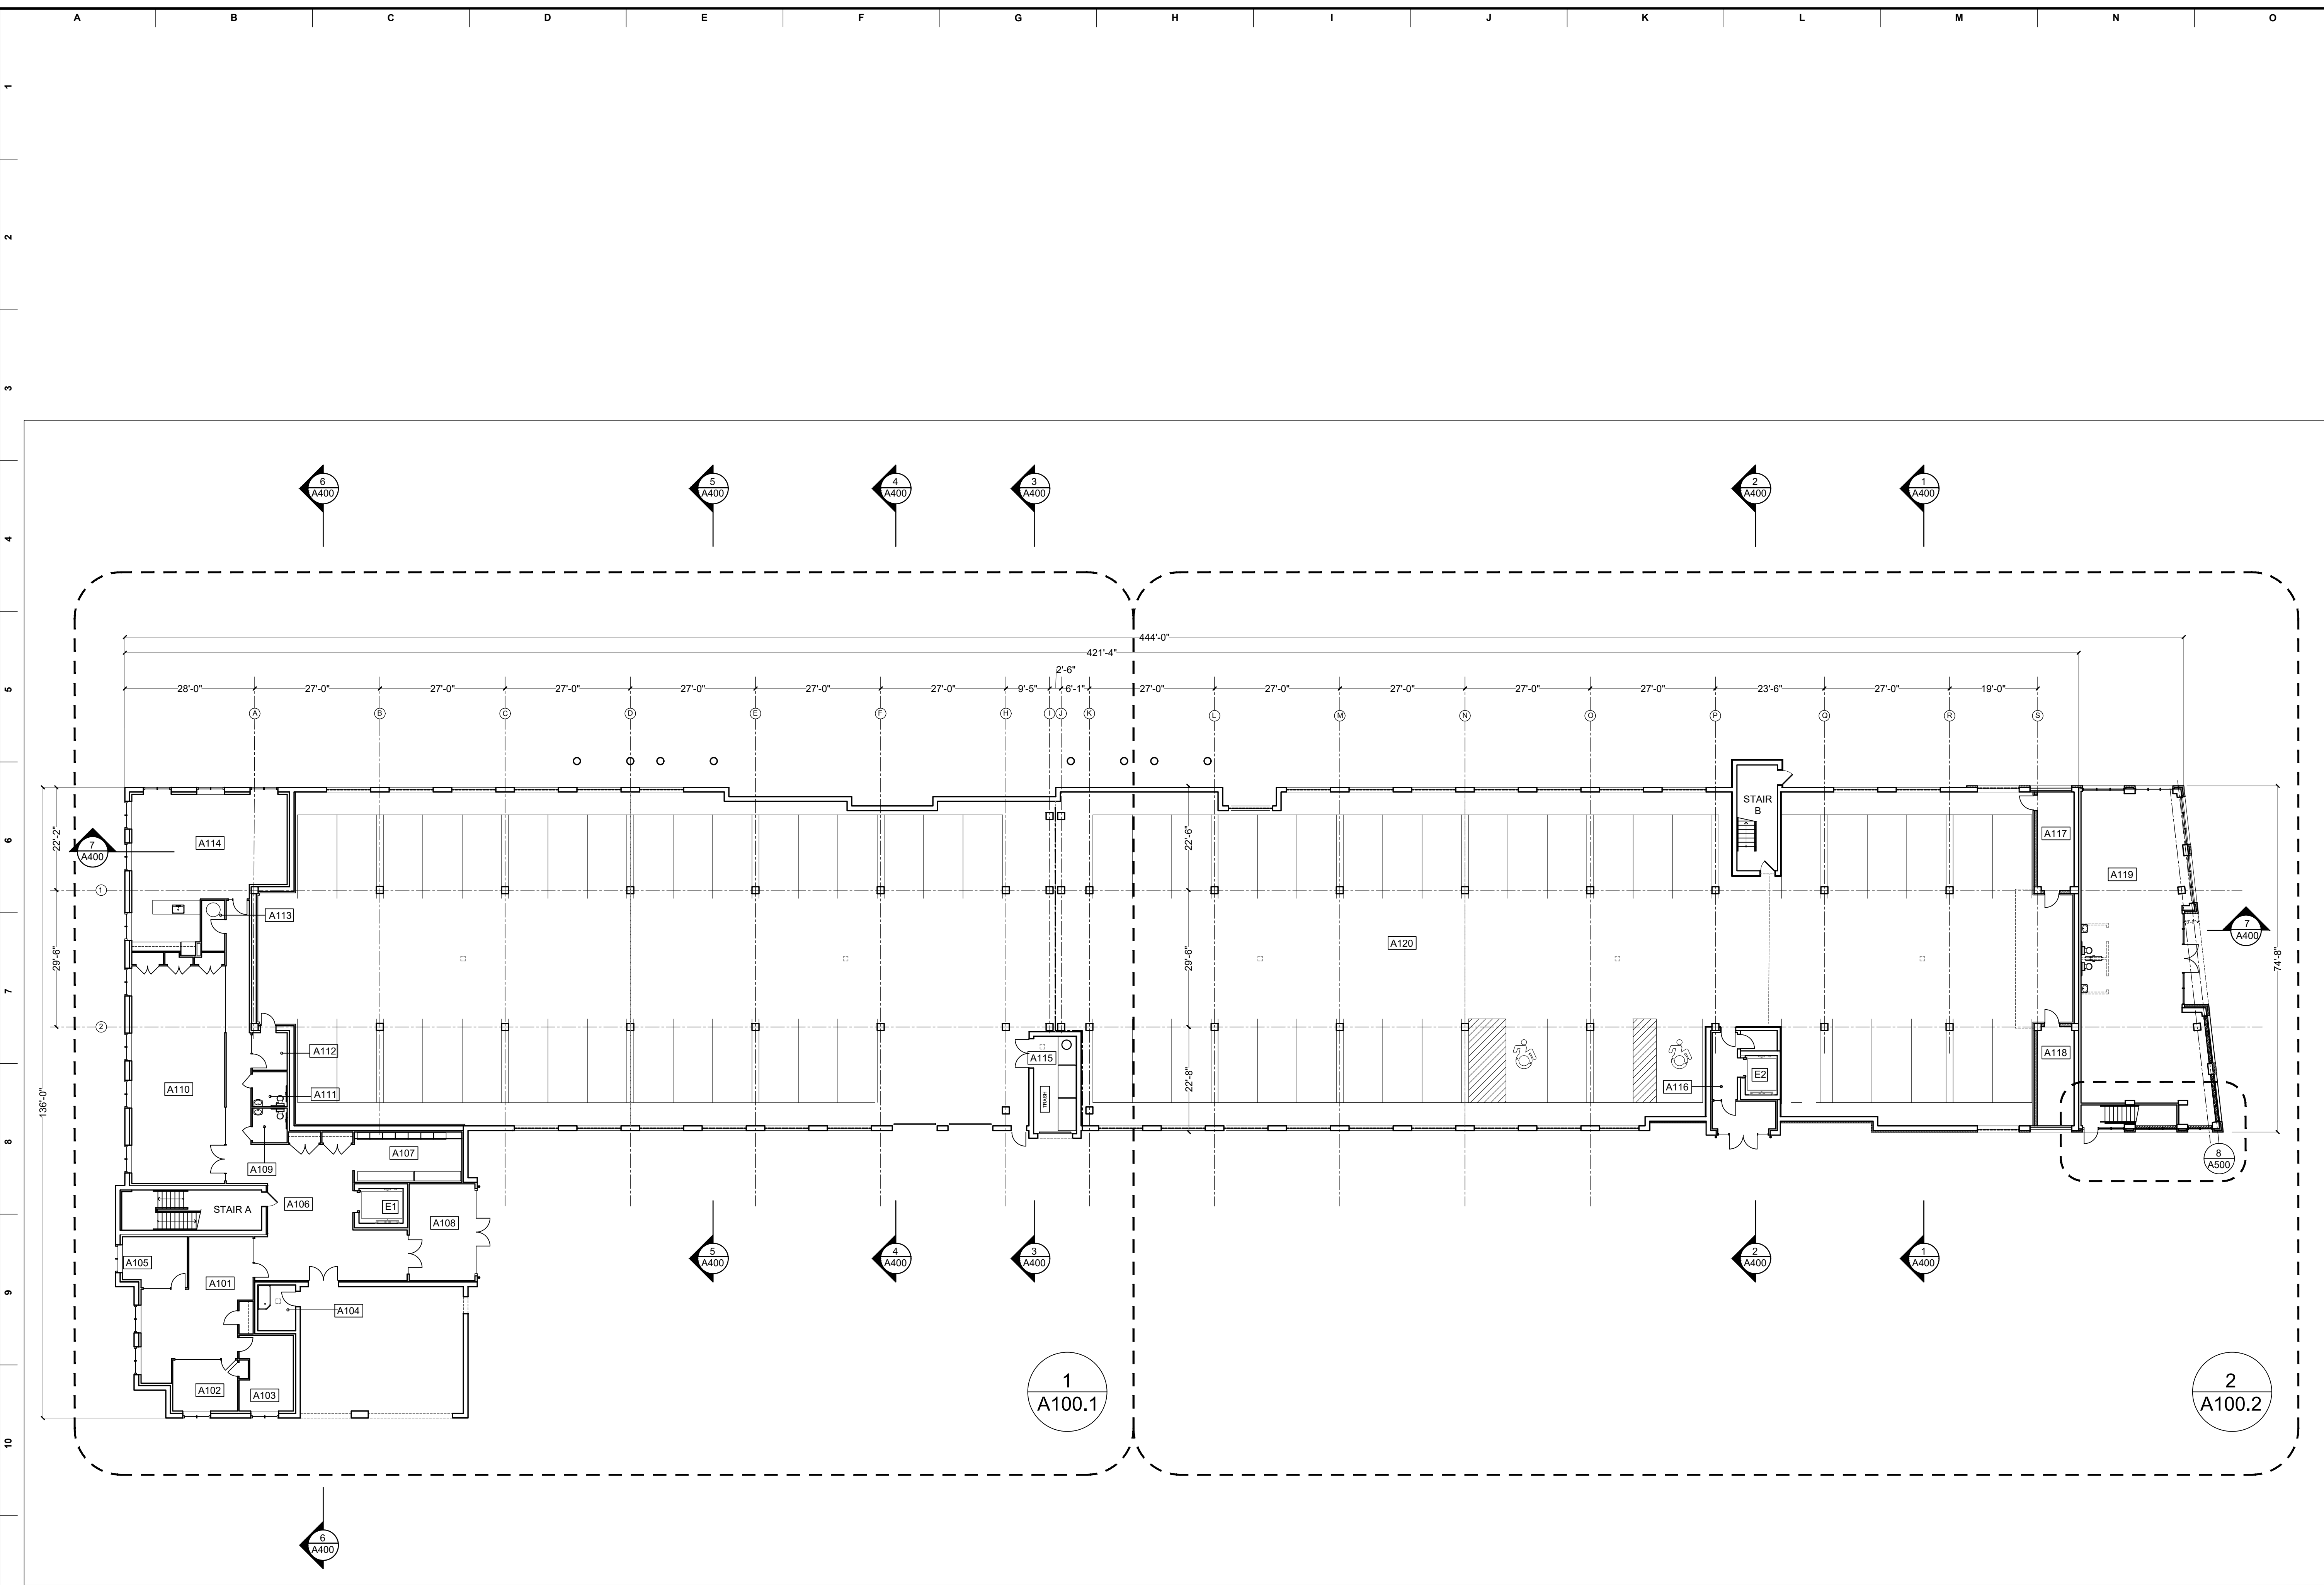 A B C D E F G H I J K L M N O
1
2
3
4
5
6
7
8
9
10
6 A400
5 A400
4 A400
3 A400
2 A400
1 A400
444'-0"
421'-4"
2'-6"
28'-0" 27'-0" 27'-0" 27'-0" 27'-0" 27'-0" 27'-0" 9'-5" 6'-1" 27'-0" 27'-0" 27'-0" 27'-0" 27'-0" 23'-6" 27'-0" 19'-0"
A B C D E F H I J K L M N O P Q R S
STAIR
B
22'-2"
22'-6"
A117
A114
7 A400
A119
1
A113
7 A400
A120
29'-6"
29'-6"
74'-8"
2
A112
A115
A118
E2
22'-8"
A110
A111
TRASH
A116
136'-0"
A109
A107
8 A500
A106
E1
STAIR A
A108
A105
A101
5 A400
4 A400
3 A400
2 A400
1 A400
A104
A102
A103
1
A100.1
2
A100.2
6 A400